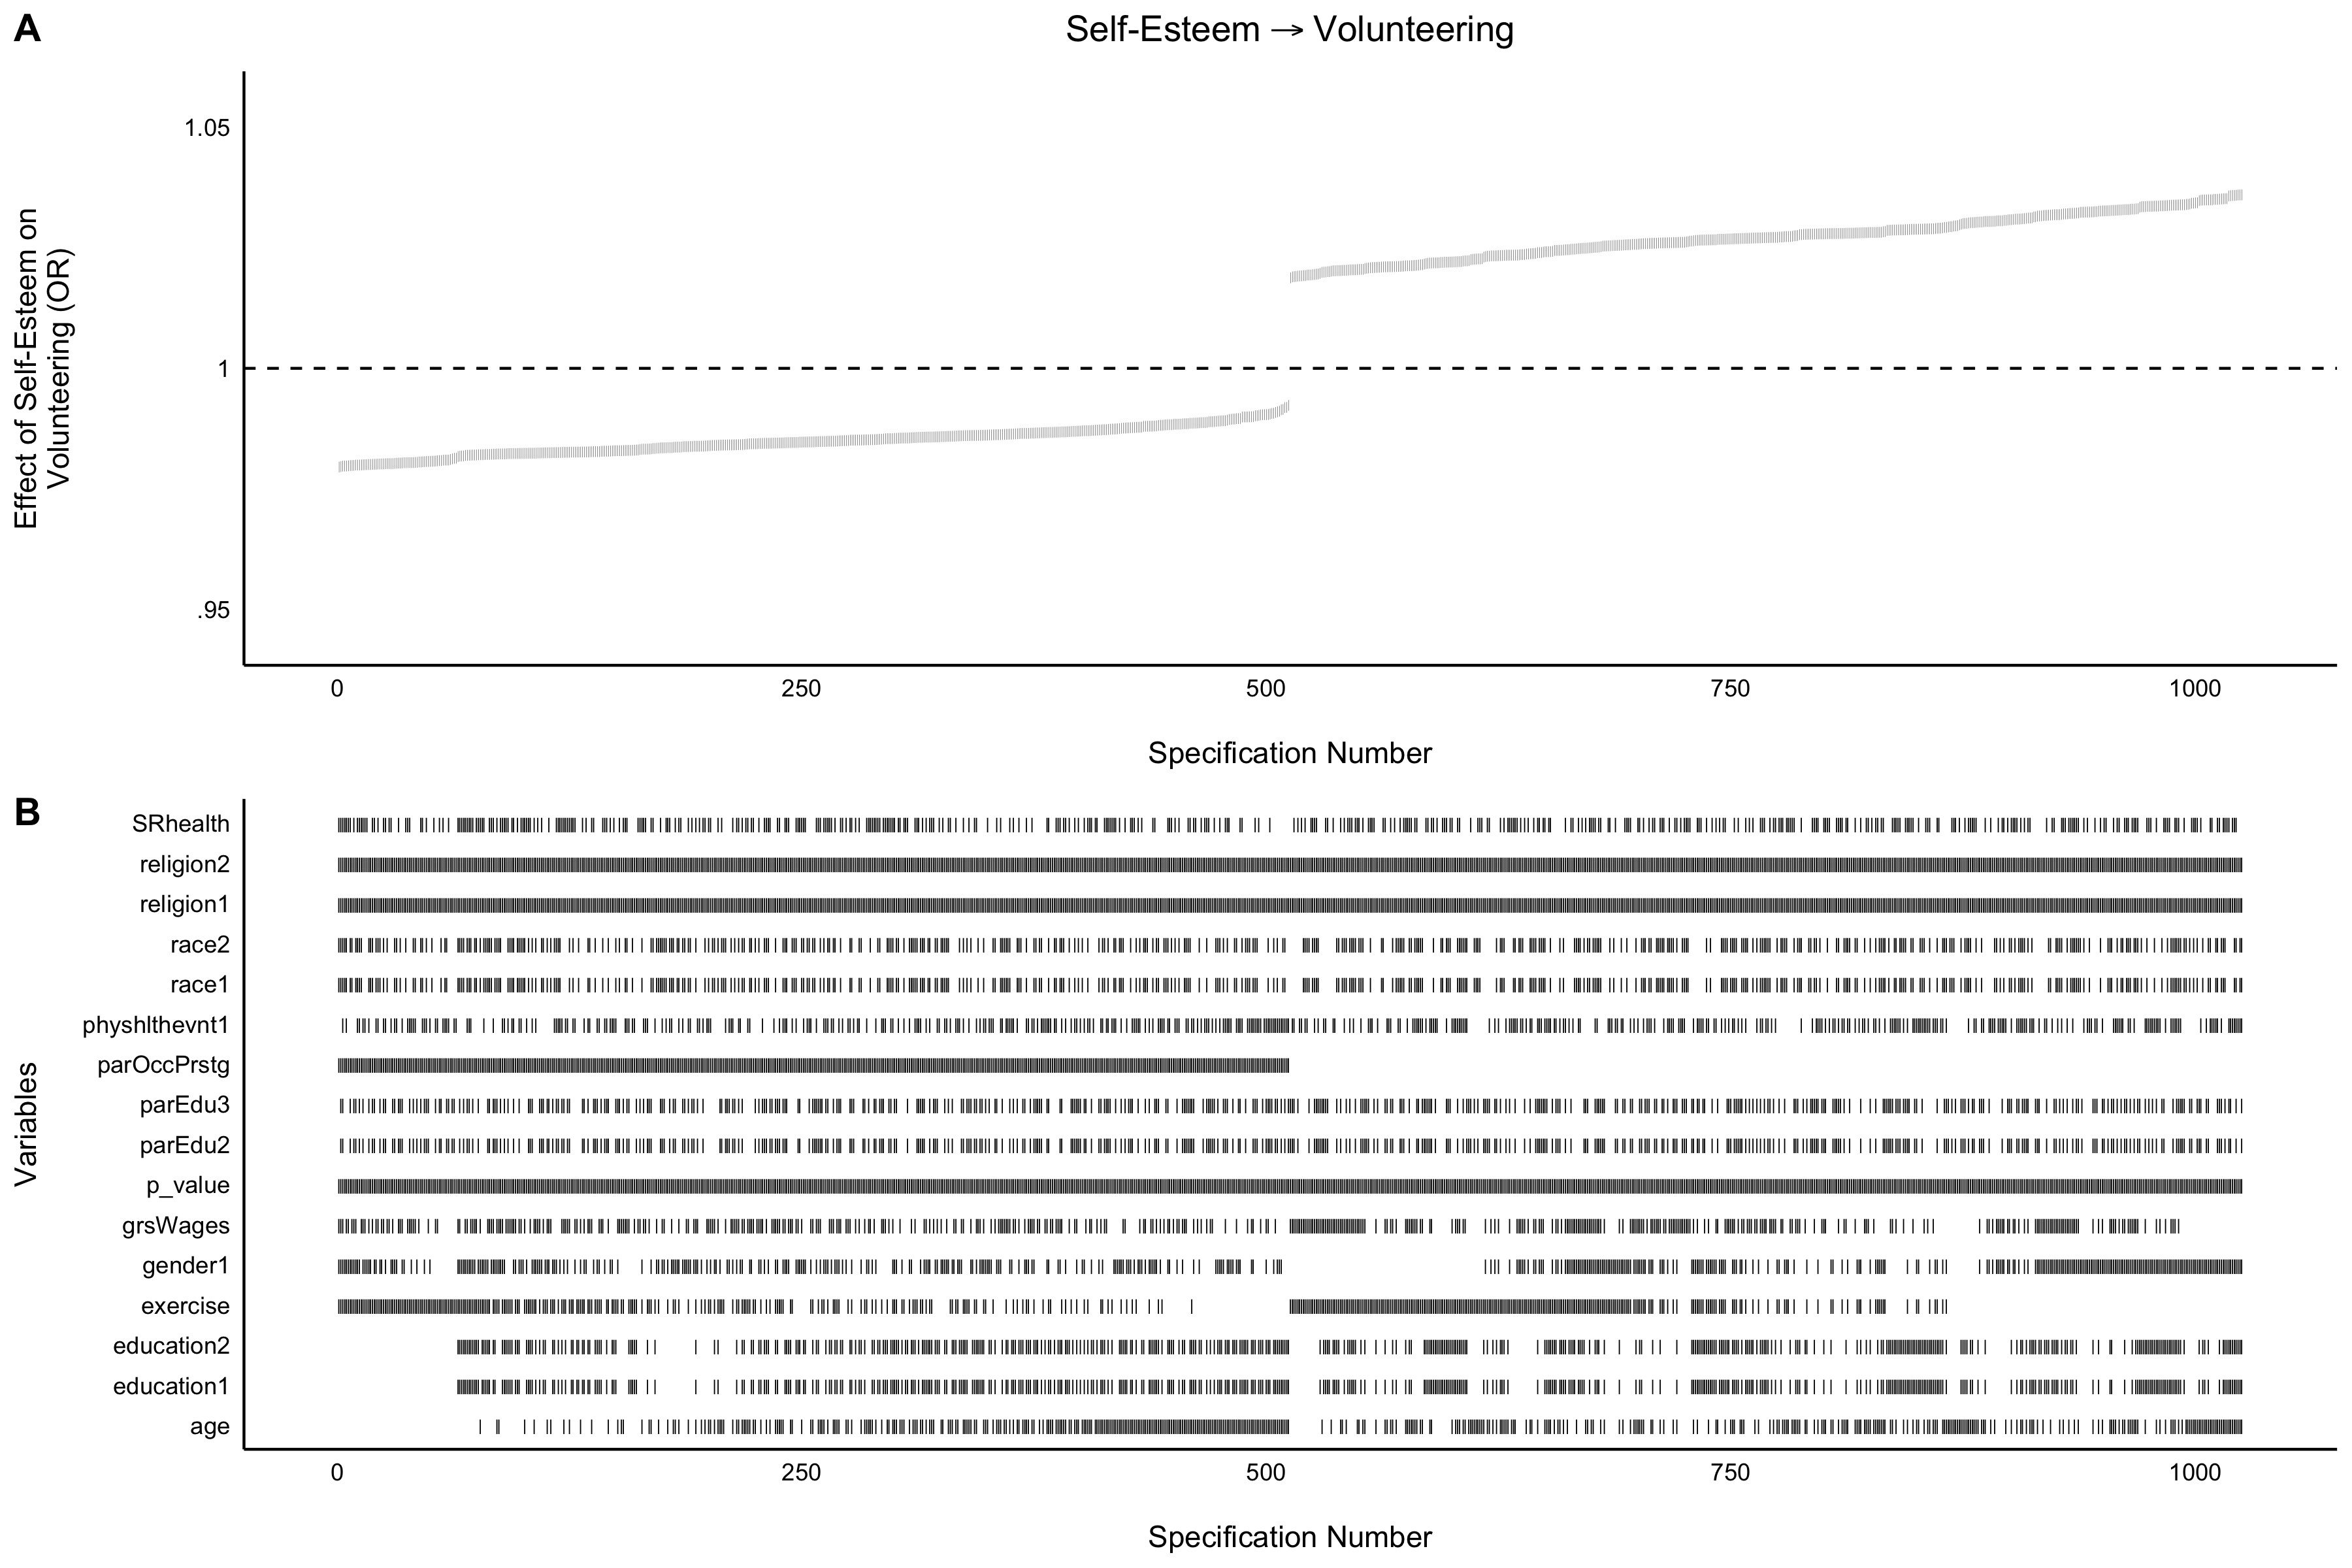 A
Self-Esteem → Volunteering
Effect of Self-Esteem on
Volunteering (OR)
1.05
1
.95
0 250 500 750 1000
Specification Number
B
Variables
SRhealth
religion2
religion1
race2
race1
physhlthevnt1
parOccPrstg
parEdu3
parEdu2
p_value
grsWages
gender1
exercise
education2
education1
age
0 250 500 750 1000
Specification Number